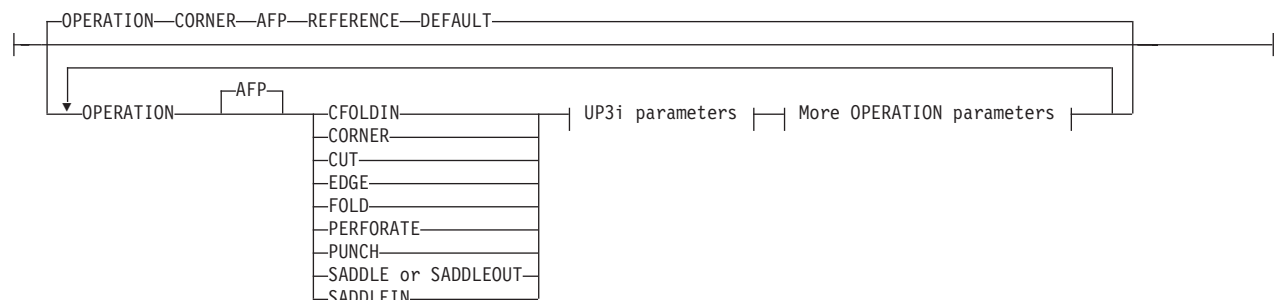 OPERATION CORNER AFP REFERENCE DEFAULT
AFP
OPERATION CFOLDIN UP3i parameters More OPERATION parameters
CORNER
CUT
EDGE
FOLD
PERFORATE
PUNCH
SADDLE or SADDLEOUT
SADDLEIN